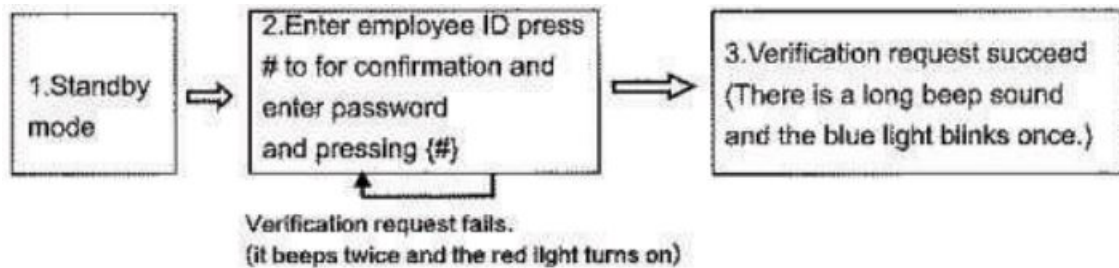 1.Standby
mode
2.Enter employee ID press
# to for confirmation and
enter password
and pressing {#}
3.Verification request succeed
(There is a long beep sound
and the blue light blinks once.)
Verification request fails.
(it beeps twice and the red light turns on)